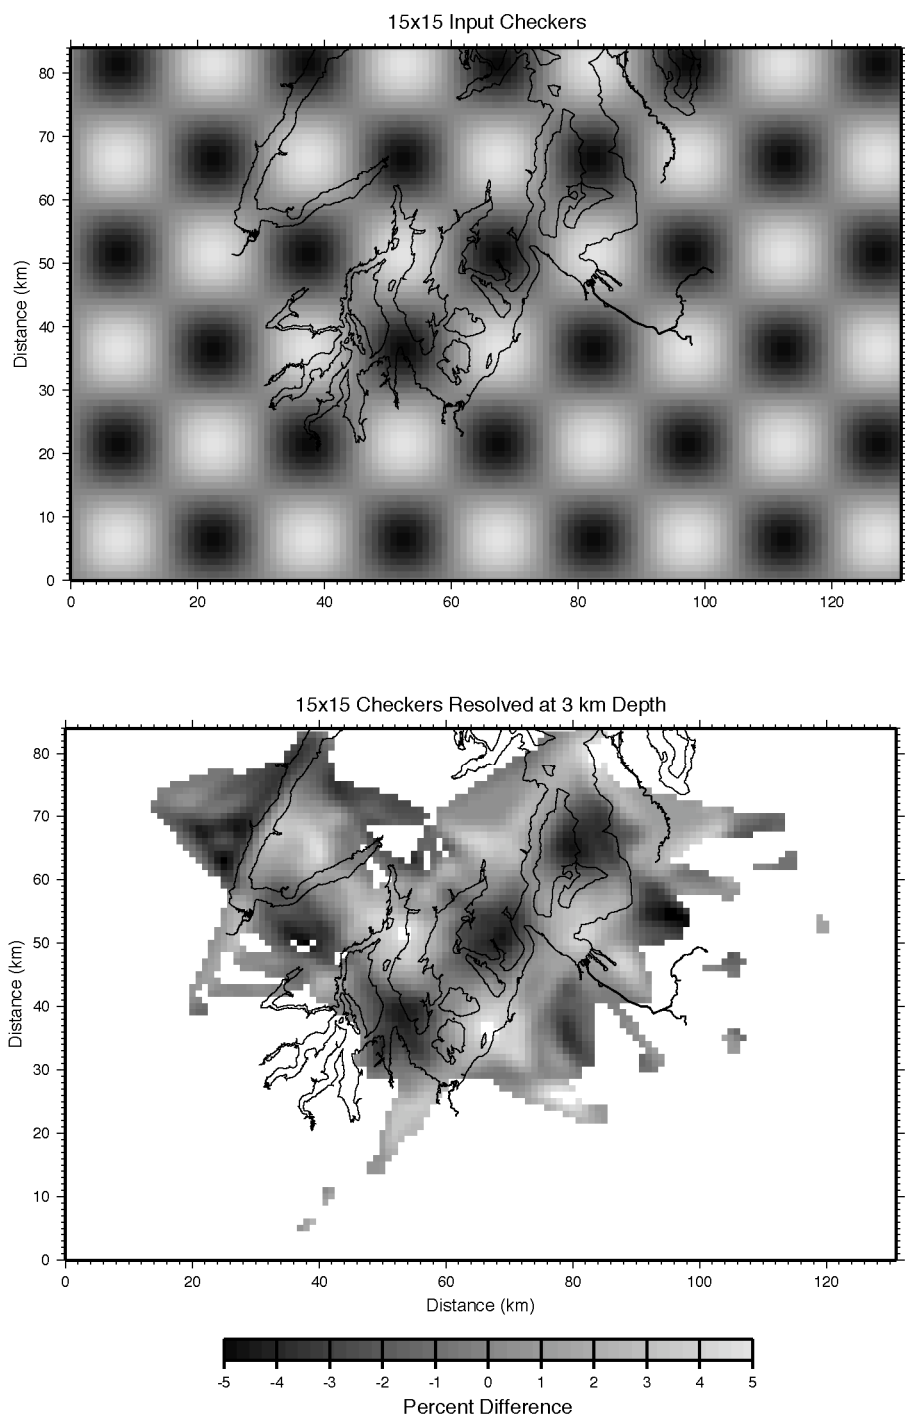 15x15 Input Checkers
Distance (km)
80
70
60
50
40
30
20
10
0
0 20 40 60 80 100 120
15x15 Checkers Resolved at 3 km Depth
Distance (km)
80
70
60
50
40
30
20
10
0
0 20 40 60 80 100 120
Distance (km)
-5 -4 -3 -2 -1 0 1 2 3 4 5
Percent Difference